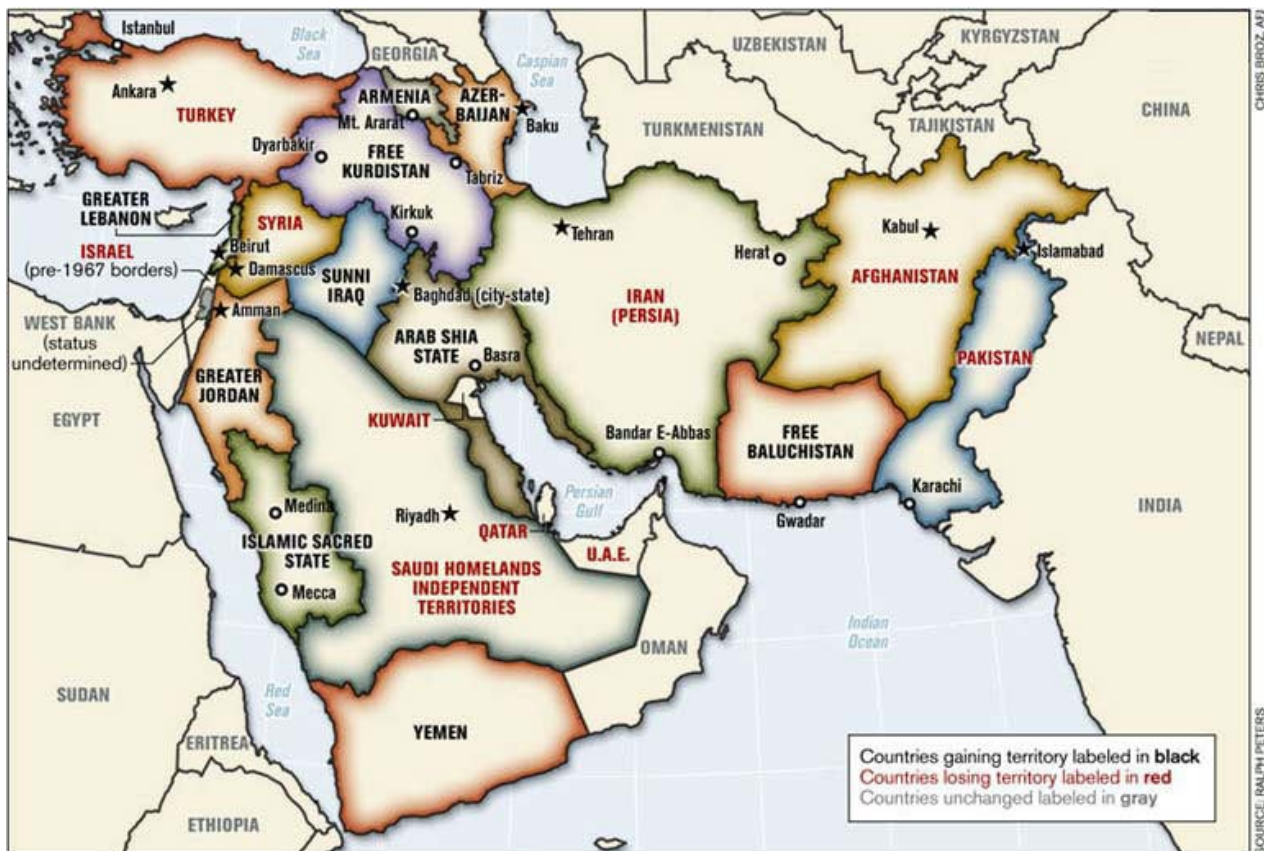 Istanbul
Black
Sea
GEORGIA
Caspian
Sea
UZBEKISTAN
KYRGYZSTAN
CHRIS BROZ, AFJ
Ankara
TURKEY
ARMENIA
Mt. Ararat
AZER-
BAIJAN
Baku
TURKMENISTAN
TAJIKISTAN
CHINA
Dyarbakir
FREE
KURDISTAN
Tabriz
GREATER
LEBANON
SYRIA
Kirkuk
Tehran
Herat
Kabul
Islamabad
ISRAEL
(pre-1967 borders)
Beirut
Damascus
SUNNI
IRAQ
Baghdad (city-state)
IRAN
(PERSIA)
AFGHANISTAN
WEST BANK
(status
undetermined)
Amman
ARAB SHIA
STATE
Basra
PAKISTAN
NEPAL
GREATER
JORDAN
EGYPT
KUWAIT
Bandar E-Abbas
FREE
BALUCHISTAN
Karachi
Gwadar
INDIA
Medina
Riyadh
Persian
Gulf
QATAR
U.A.E.
ISLAMIC SACRED
STATE
Mecca
SAUDI HOMELANDS
INDEPENDENT
TERRITORIES
OMAN
Indian
Ocean
SUDAN
Red
Sea
YEMEN
ERITREA
ETHIOPIA
Countries gaining territory labeled in black
Countries losing territory labeled in red
Countries unchanged labeled in gray
SOURCE: RALPH PETERS